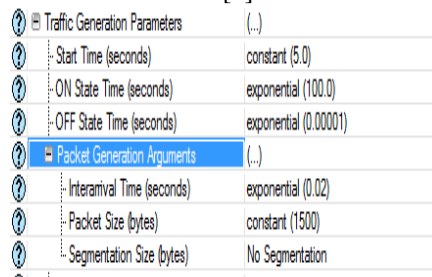 Traffic Generation Parameters (...)
Start Time (seconds) constant (5.0)
ON State Time (seconds) exponential (100.0)
OFF State Time (seconds) exponential (0.00001)
Packet Generation Arguments (...)
Interarrival Time (seconds) exponential (0.02)
Packet Size (bytes) constant (1500)
Segmentation Size (bytes) No Segmentation